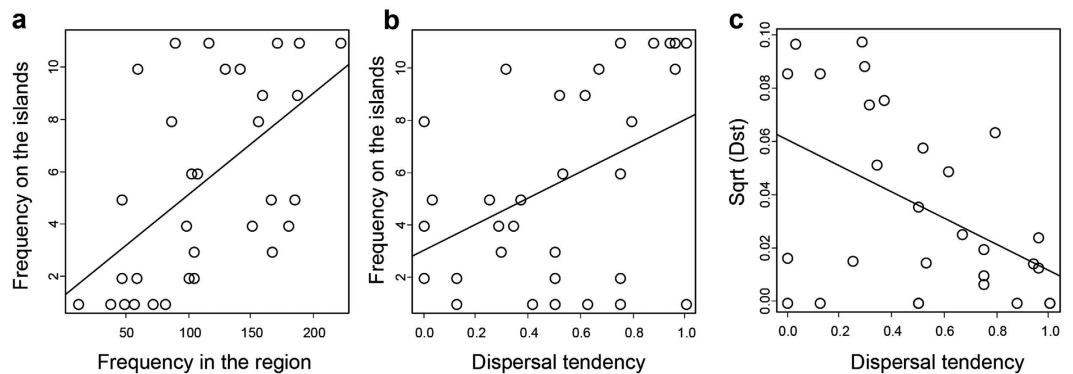 a
Frequency on the islands
2 4 6 8 10
50 100 150 200
Frequency in the region
b
Frequency on the islands
2 4 6 8 10
0.0 0.2 0.4 0.6 0.8 1.0
Dispersal tendency
c
Sqrt (Dst)
0.00 0.02 0.04 0.06 0.08 0.10
0.0 0.2 0.4 0.6 0.8 1.0
Dispersal tendency